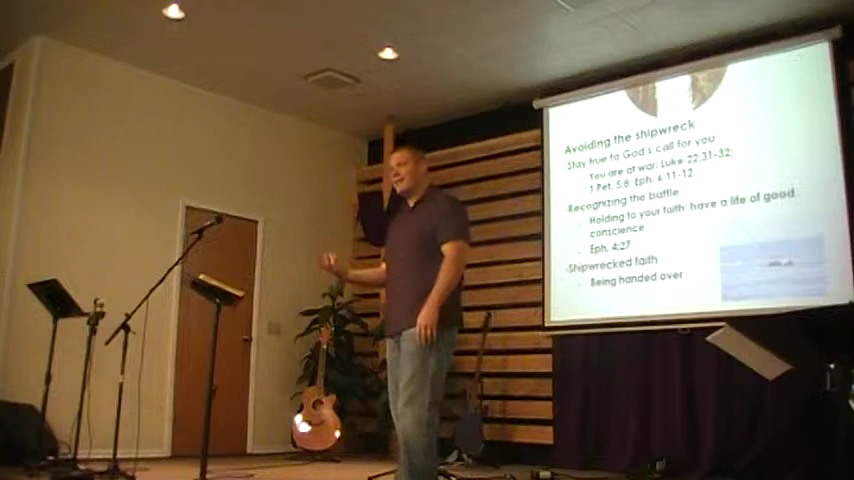 Avoiding the shipwreck
-Stay true to God's call for you
You are at war: Luke 22:31-32;
1 Pet. 5:8; Eph. 6:11-12
-Recognizing the battle
- Holding to your faith: have a life of good
conscience
- Eph. 4:27
-Shipwrecked faith
- Being handed over